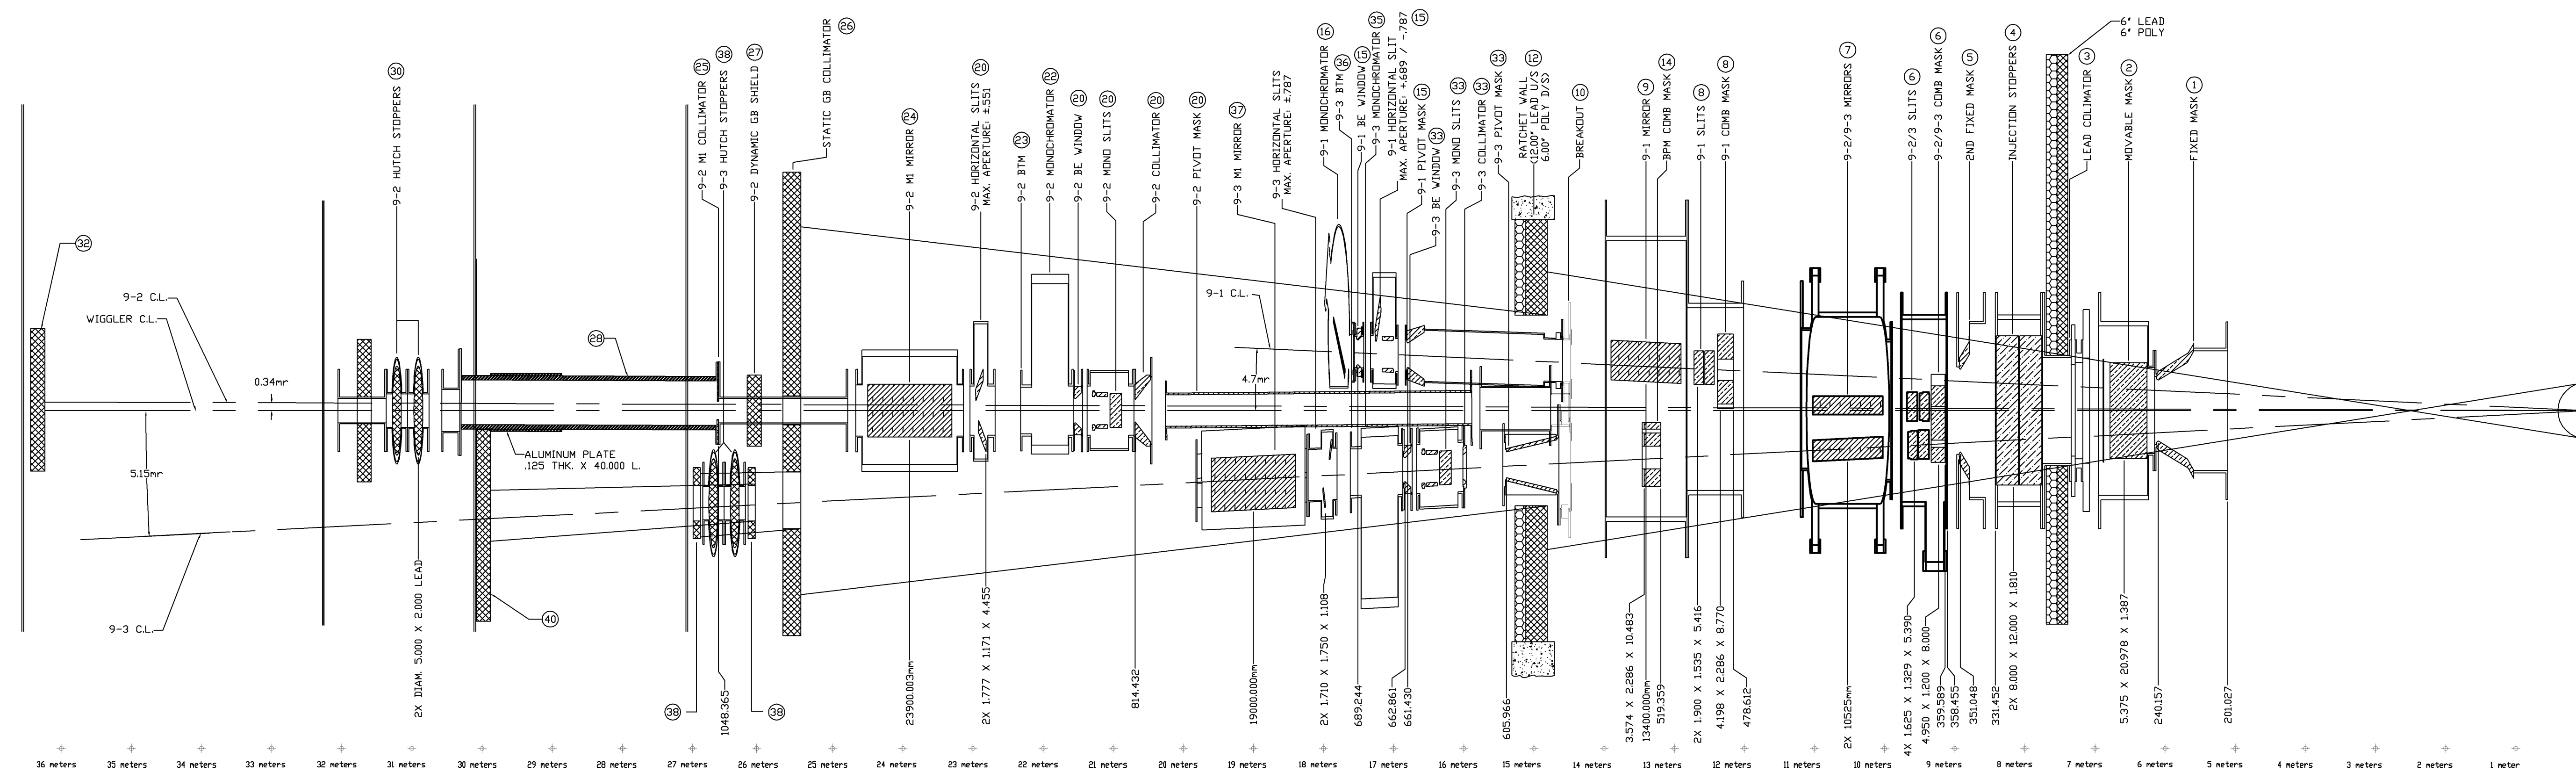 32
9-2 C.L.
WIGGLER C.L.
0.34mr
5.15mr
9-3 C.L.
9-2 HUTCH STOPPERS 30
2X DIAM. 5.000 X 2.000 LEAD
28
ALUMINUM PLATE
.125 THK. X 40.000 L.
40
9-2 M1 COLLIMATOR 25
9-3 HUTCH STOPPERS 38
9-2 DYNAMIC GB SHIELD 27
STATIC GB COLLIMATOR 26
38
1048.365
38
9-2 M1 MIRROR 24
23900.003mm
9-2 HORIZONTAL SLITS 20
MAX. APERTURE: ±.551
2X 1.777 X 1.171 X 4.455
9-2 BTM 23
9-2 MONOCHROMATOR 22
9-2 BE WINDOW 20
9-2 MONO SLITS 20
9-2 COLLIMATOR 20
814.432
9-2 PIVOT MASK 20
9-3 M1 MIRROR 37
19000.000mm
9-3 HORIZONTAL SLITS
MAX. APERTURE: ±.787
9-1 C.L.
4.7mr
2X 1.710 X 1.750 X 1.108
9-1 MONOCHROMATOR 16
9-3 BTM 36
9-1 BE WINDOW 15
689.244
9-3 MONOCHROMATOR 35
9-1 HORIZONTAL SLIT
MAX. APERTURE: +.689 / -.787
15
662.861
9-1 PIVOT MASK 15
661.430
9-3 BE WINDOW 33
9-3 MONO SLITS 33
9-3 COLLIMATOR 33
9-3 PIVOT MASK 33
605.966
RATCHET WALL 12
(12.00" LEAD U/S
6.00" POLY D/S)
BREAKOUT 10
9-1 MIRROR 9
3.574 X 2.286 X 10.483
13400.000mm
BPM COMB MASK 14
519.359
9-1 SLITS 8
2X 1.900 X 1.535 X 5.416
9-1 COMB MASK 8
4.198 X 2.286 X 8.770
478.612
9-2/9-3 MIRRORS 7
2X 10525mm
9-2/3 SLITS 6
4X 1.625 X 1.329 X 5.390
9-2/9-3 COMB MASK 6
4.950 X 1.200 X 8.000
359.589
358.455
2ND FIXED MASK 5
351.048
331.452
INJECTION STOPPERS 4
2X 8.000 X 12.000 X 1.810
6" LEAD
6" POLY
LEAD COLIMATOR 3
MOVABLE MASK 2
5.375 X 20.978 X 1.387
240.157
FIXED MASK 1
201.027
36 meters 35 meters 34 meters 33 meters 32 meters 31 meters 30 meters 29 meters 28 meters 27 meters 26 meters 25 meters 24 meters 23 meters 22 meters 21 meters 20 meters 19 meters 18 meters 17 meters 16 meters 15 meters 14 meters 13 meters 12 meters 11 meters 10 meters 9 meters 8 meters 7 meters 6 meters 5 meters 4 meters 3 meters 2 meters 1 meter